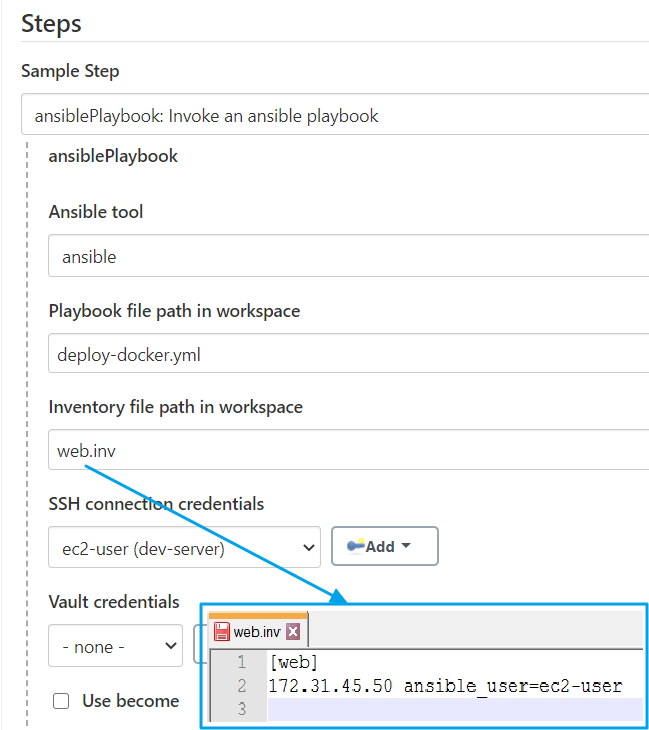 Steps
Sample Step
ansiblePlaybook: Invoke an ansible playbook
ansiblePlaybook
Ansible tool
ansible
Playbook file path in workspace
deploy-docker.yml
Inventory file path in workspace
web.inv
SSH connection credentials
ec2-user (dev-server)
Add
Vault credentials
- none -
Use become
web.inv
1 [web]
2 172.31.45.50 ansible_user=ec2-user
3